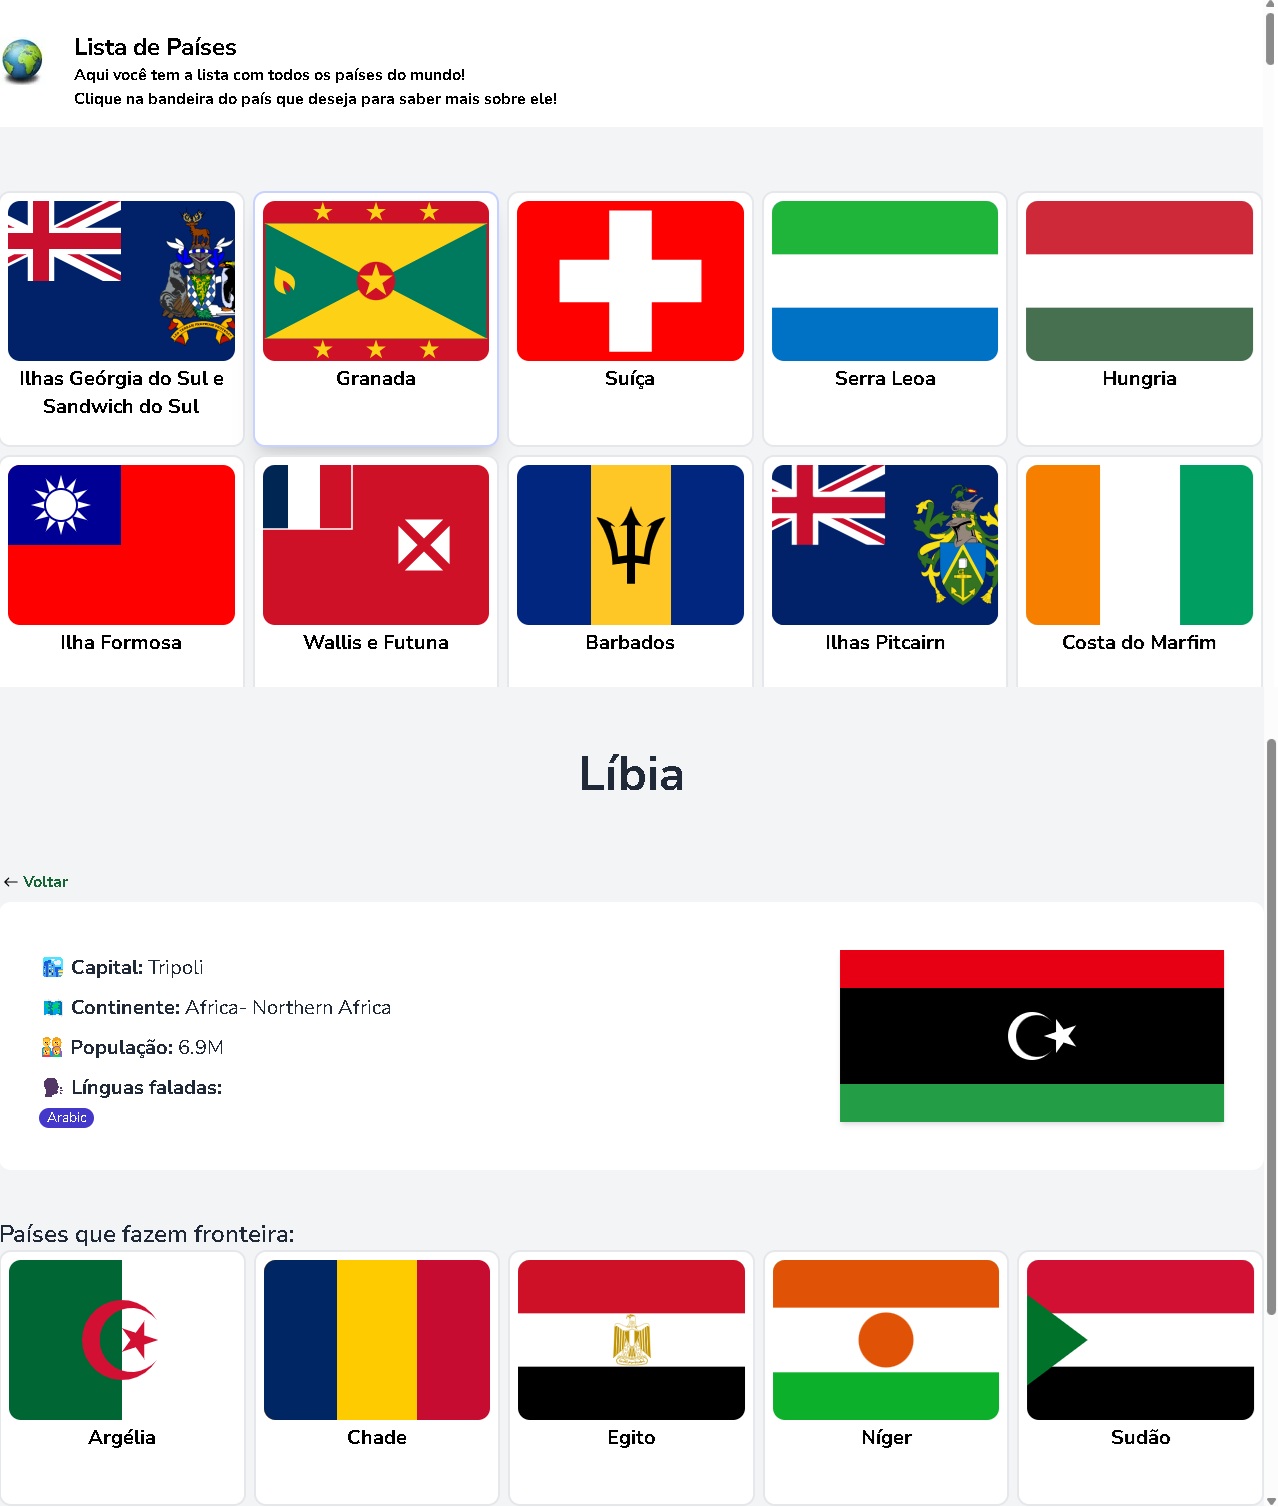 Lista de Países
Aqui você tem a lista com todos os países do mundo!
Clique na bandeira do país que deseja para saber mais sobre ele!
Ilhas Geórgia do Sul e
Sandwich do Sul
Granada
Suíça
Serra Leoa
Hungria
Ilha Formosa
Wallis e Futuna
Barbados
Ilhas Pitcairn
Costa do Marfim
Líbia
← Voltar
Capital: Tripoli
Continente: Africa- Northern Africa
População: 6.9M
Línguas faladas:
Arabic
Países que fazem fronteira:
Argélia
Chade
Egito
Níger
Sudão